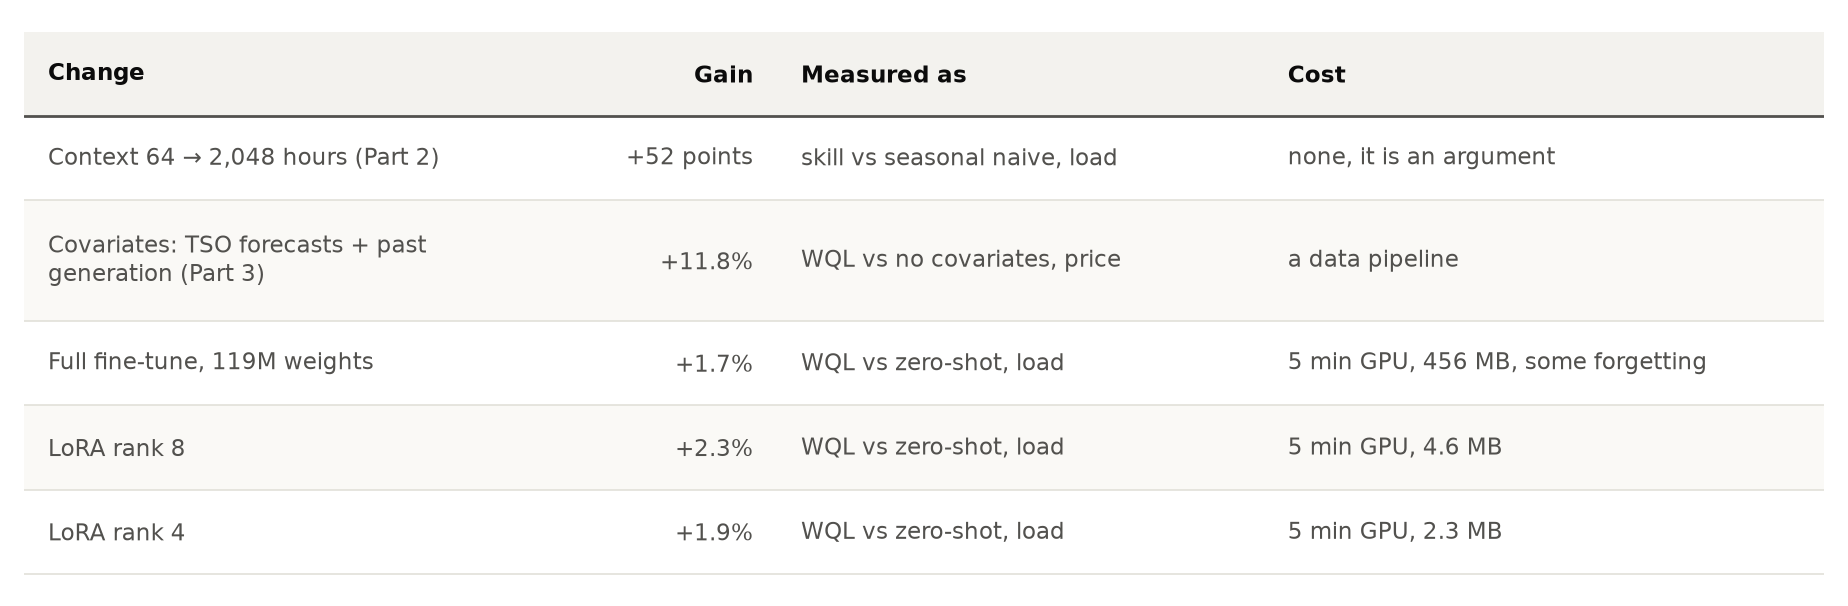 Change Gain Measured as Cost
Context 64 → 2,048 hours (Part 2) +52 points skill vs seasonal naive, load none, it is an argument
Covariates: TSO forecasts + past
generation (Part 3) +11.8% WQL vs no covariates, price a data pipeline
Full fine-tune, 119M weights +1.7% WQL vs zero-shot, load 5 min GPU, 456 MB, some forgetting
LoRA rank 8 +2.3% WQL vs zero-shot, load 5 min GPU, 4.6 MB
LoRA rank 4 +1.9% WQL vs zero-shot, load 5 min GPU, 2.3 MB